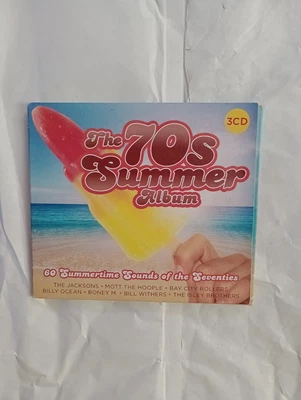 3CD
The 70s
Summer
Album
60 Summertime Sounds of the Seventies
THE JACKSONS • MOTT THE HOOPLE • BAY CITY ROLLERS
BILLY OCEAN • BONEY M. • BILL WITHERS • THE ISLEY BROTHERS